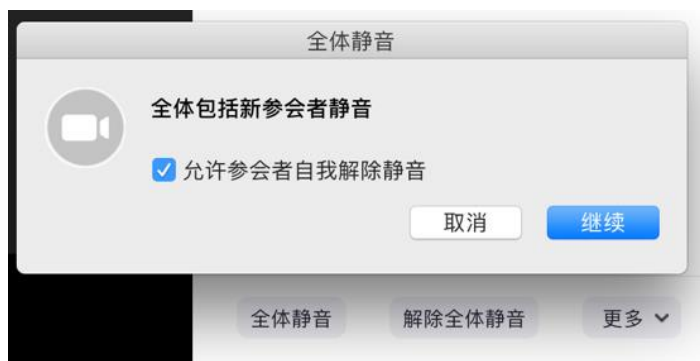 全体静音
全体包括新参会者静音
允许参会者自我解除静音
取消 继续
全体静音 解除全体静音 更多